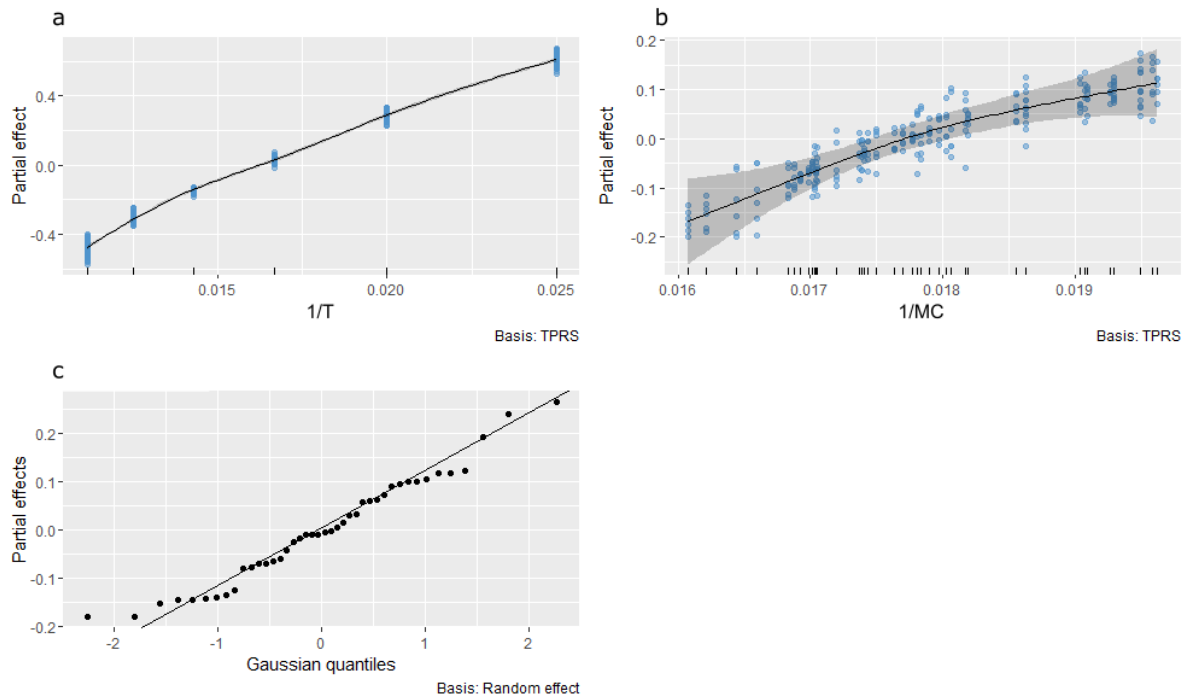 a
Partial effect
0.4
0.0
-0.4
0.015
0.020
0.025
1/T
Basis: TPRS
b
Partial effect
0.2
0.1
0.0
-0.1
-0.2
0.016
0.017
0.018
0.019
1/MC
Basis: TPRS
c
Partial effects
0.2
0.1
0.0
-0.1
-0.2
-2
-1
0
1
2
Gaussian quantiles
Basis: Random effect